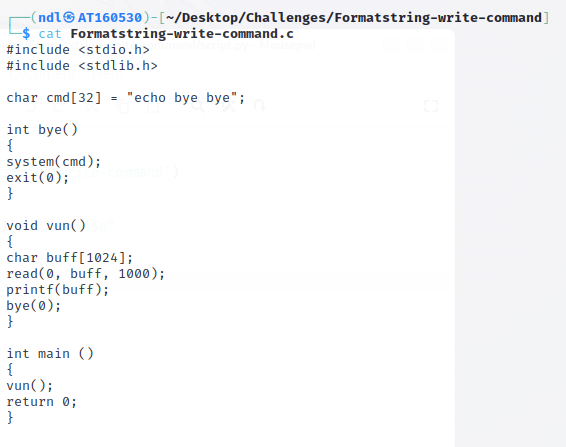 ┌──(ndl㉿AT160530)-[~/Desktop/Challenges/Formatstring-write-command]
└─$ cat Formatstring-write-command.c
#include <stdio.h>
#include <stdlib.h>

char cmd[32] = "echo bye bye";

int bye()
{
system(cmd);
exit(0);
}

void vun()
{
char buff[1024];
read(0, buff, 1000);
printf(buff);
bye(0);
}

int main ()
{
vun();
return 0;
}